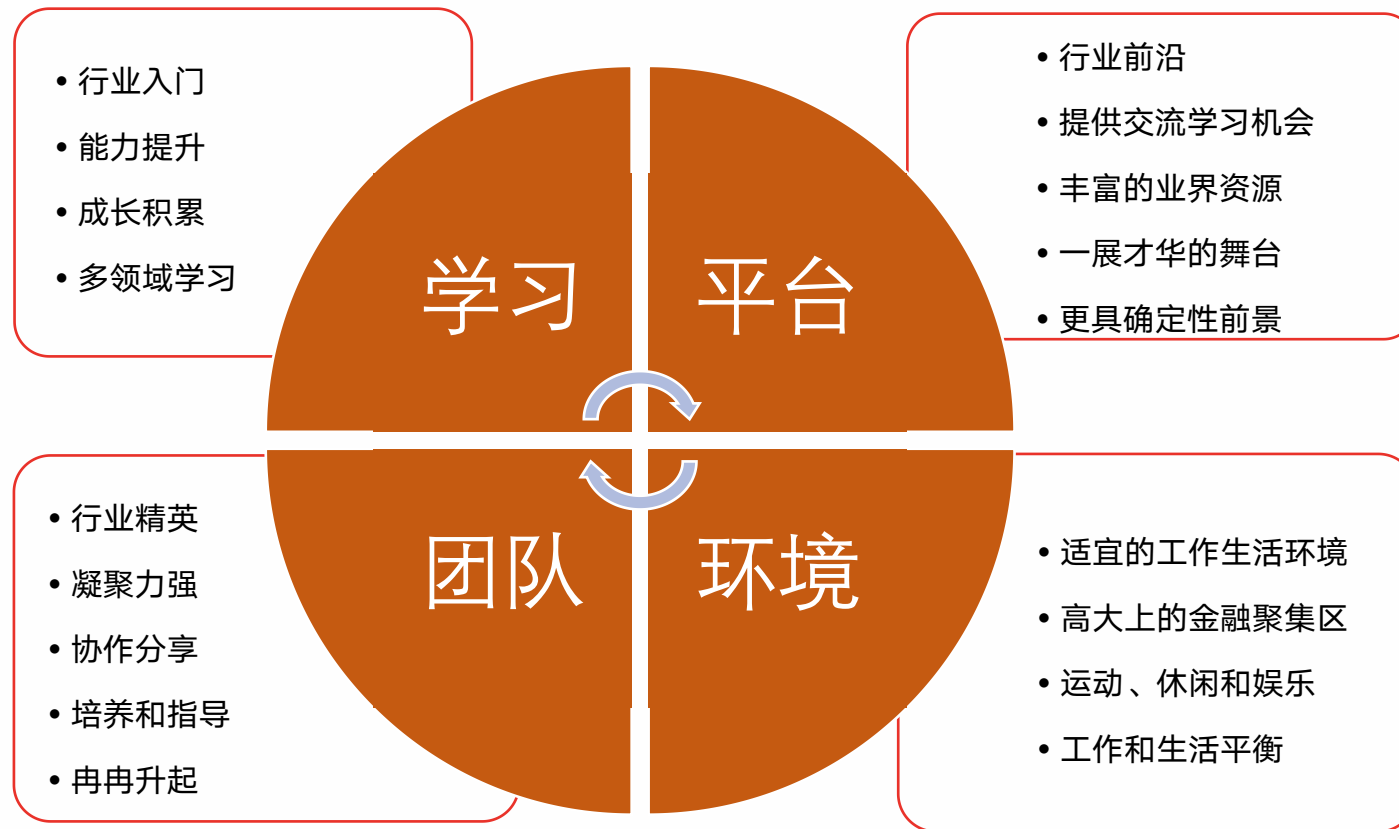 • 行业入门
• 能力提升
• 成长积累
• 多领域学习
学习
• 行业前沿
• 提供交流学习机会
• 丰富的业界资源
• 一展才华的舞台
• 更具确定性前景
平台
• 行业精英
• 凝聚力强
• 协作分享
• 培养和指导
• 冉冉升起
团队
• 适宜的工作生活环境
• 高大上的金融聚集区
• 运动、休闲和娱乐
• 工作和生活平衡
环境